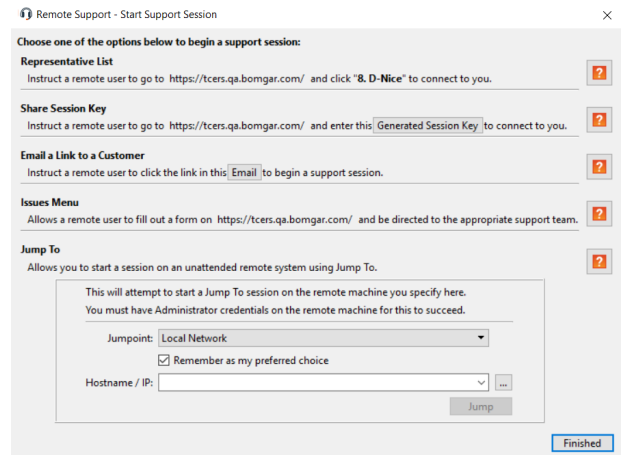 Remote Support - Start Support Session
Choose one of the options below to begin a support session:
Representative List
Instruct a remote user to go to https://tcers.qa.bomgar.com/ and click "8. D-Nice" to connect to you.
?
Share Session Key
Instruct a remote user to go to https://tcers.qa.bomgar.com/ and enter this Generated Session Key to connect to you.
?
Email a Link to a Customer
Instruct a remote user to click the link in this Email to begin a support session.
?
Issues Menu
Allows a remote user to fill out a form on https://tcers.qa.bomgar.com/ and be directed to the appropriate support team.
?
Jump To
Allows you to start a session on an unattended remote system using Jump To.
?
This will attempt to start a Jump To session on the remote machine you specify here.
You must have Administrator credentials on the remote machine for this to succeed.
Jumpoint: Local Network
Remember as my preferred choice
Hostname / IP: ...
Jump
Finished